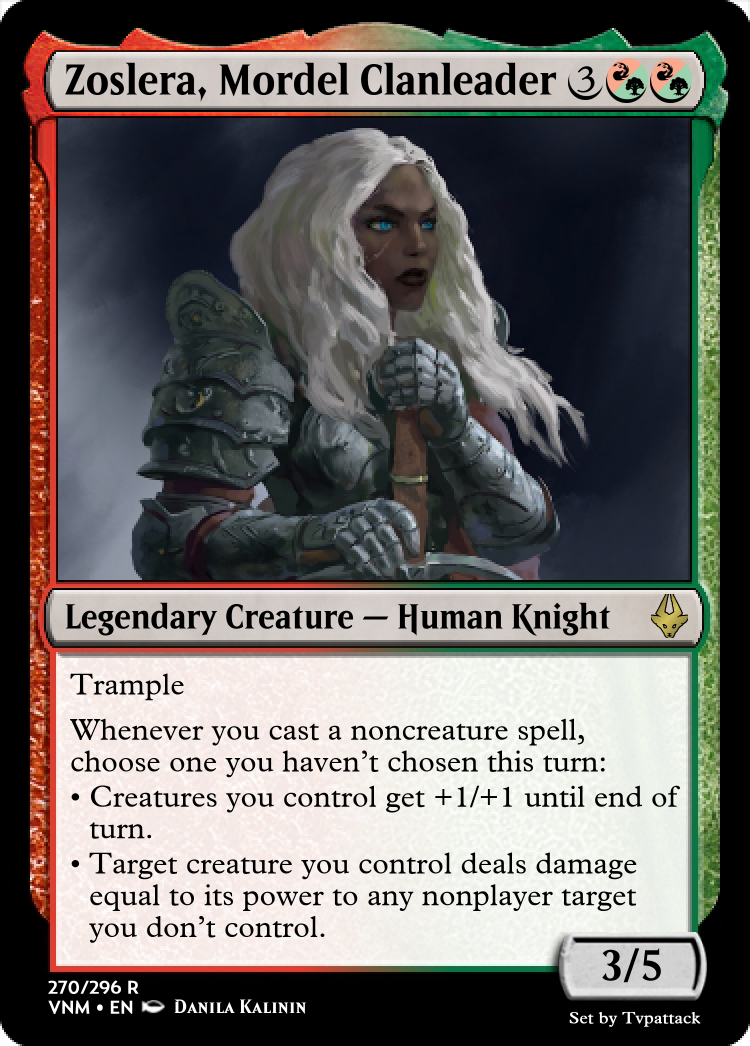 Zoslera, Mordel Clanleader 3
Legendary Creature — Human Knight
Trample
Whenever you cast a noncreature spell,
choose one you haven't chosen this turn:
• Creatures you control get +1/+1 until end of
turn.
• Target creature you control deals damage
equal to its power to any nonplayer target
you don't control.
3/5
270/296 R
VNM • EN Danila Kalinin
Set by Tvpattack